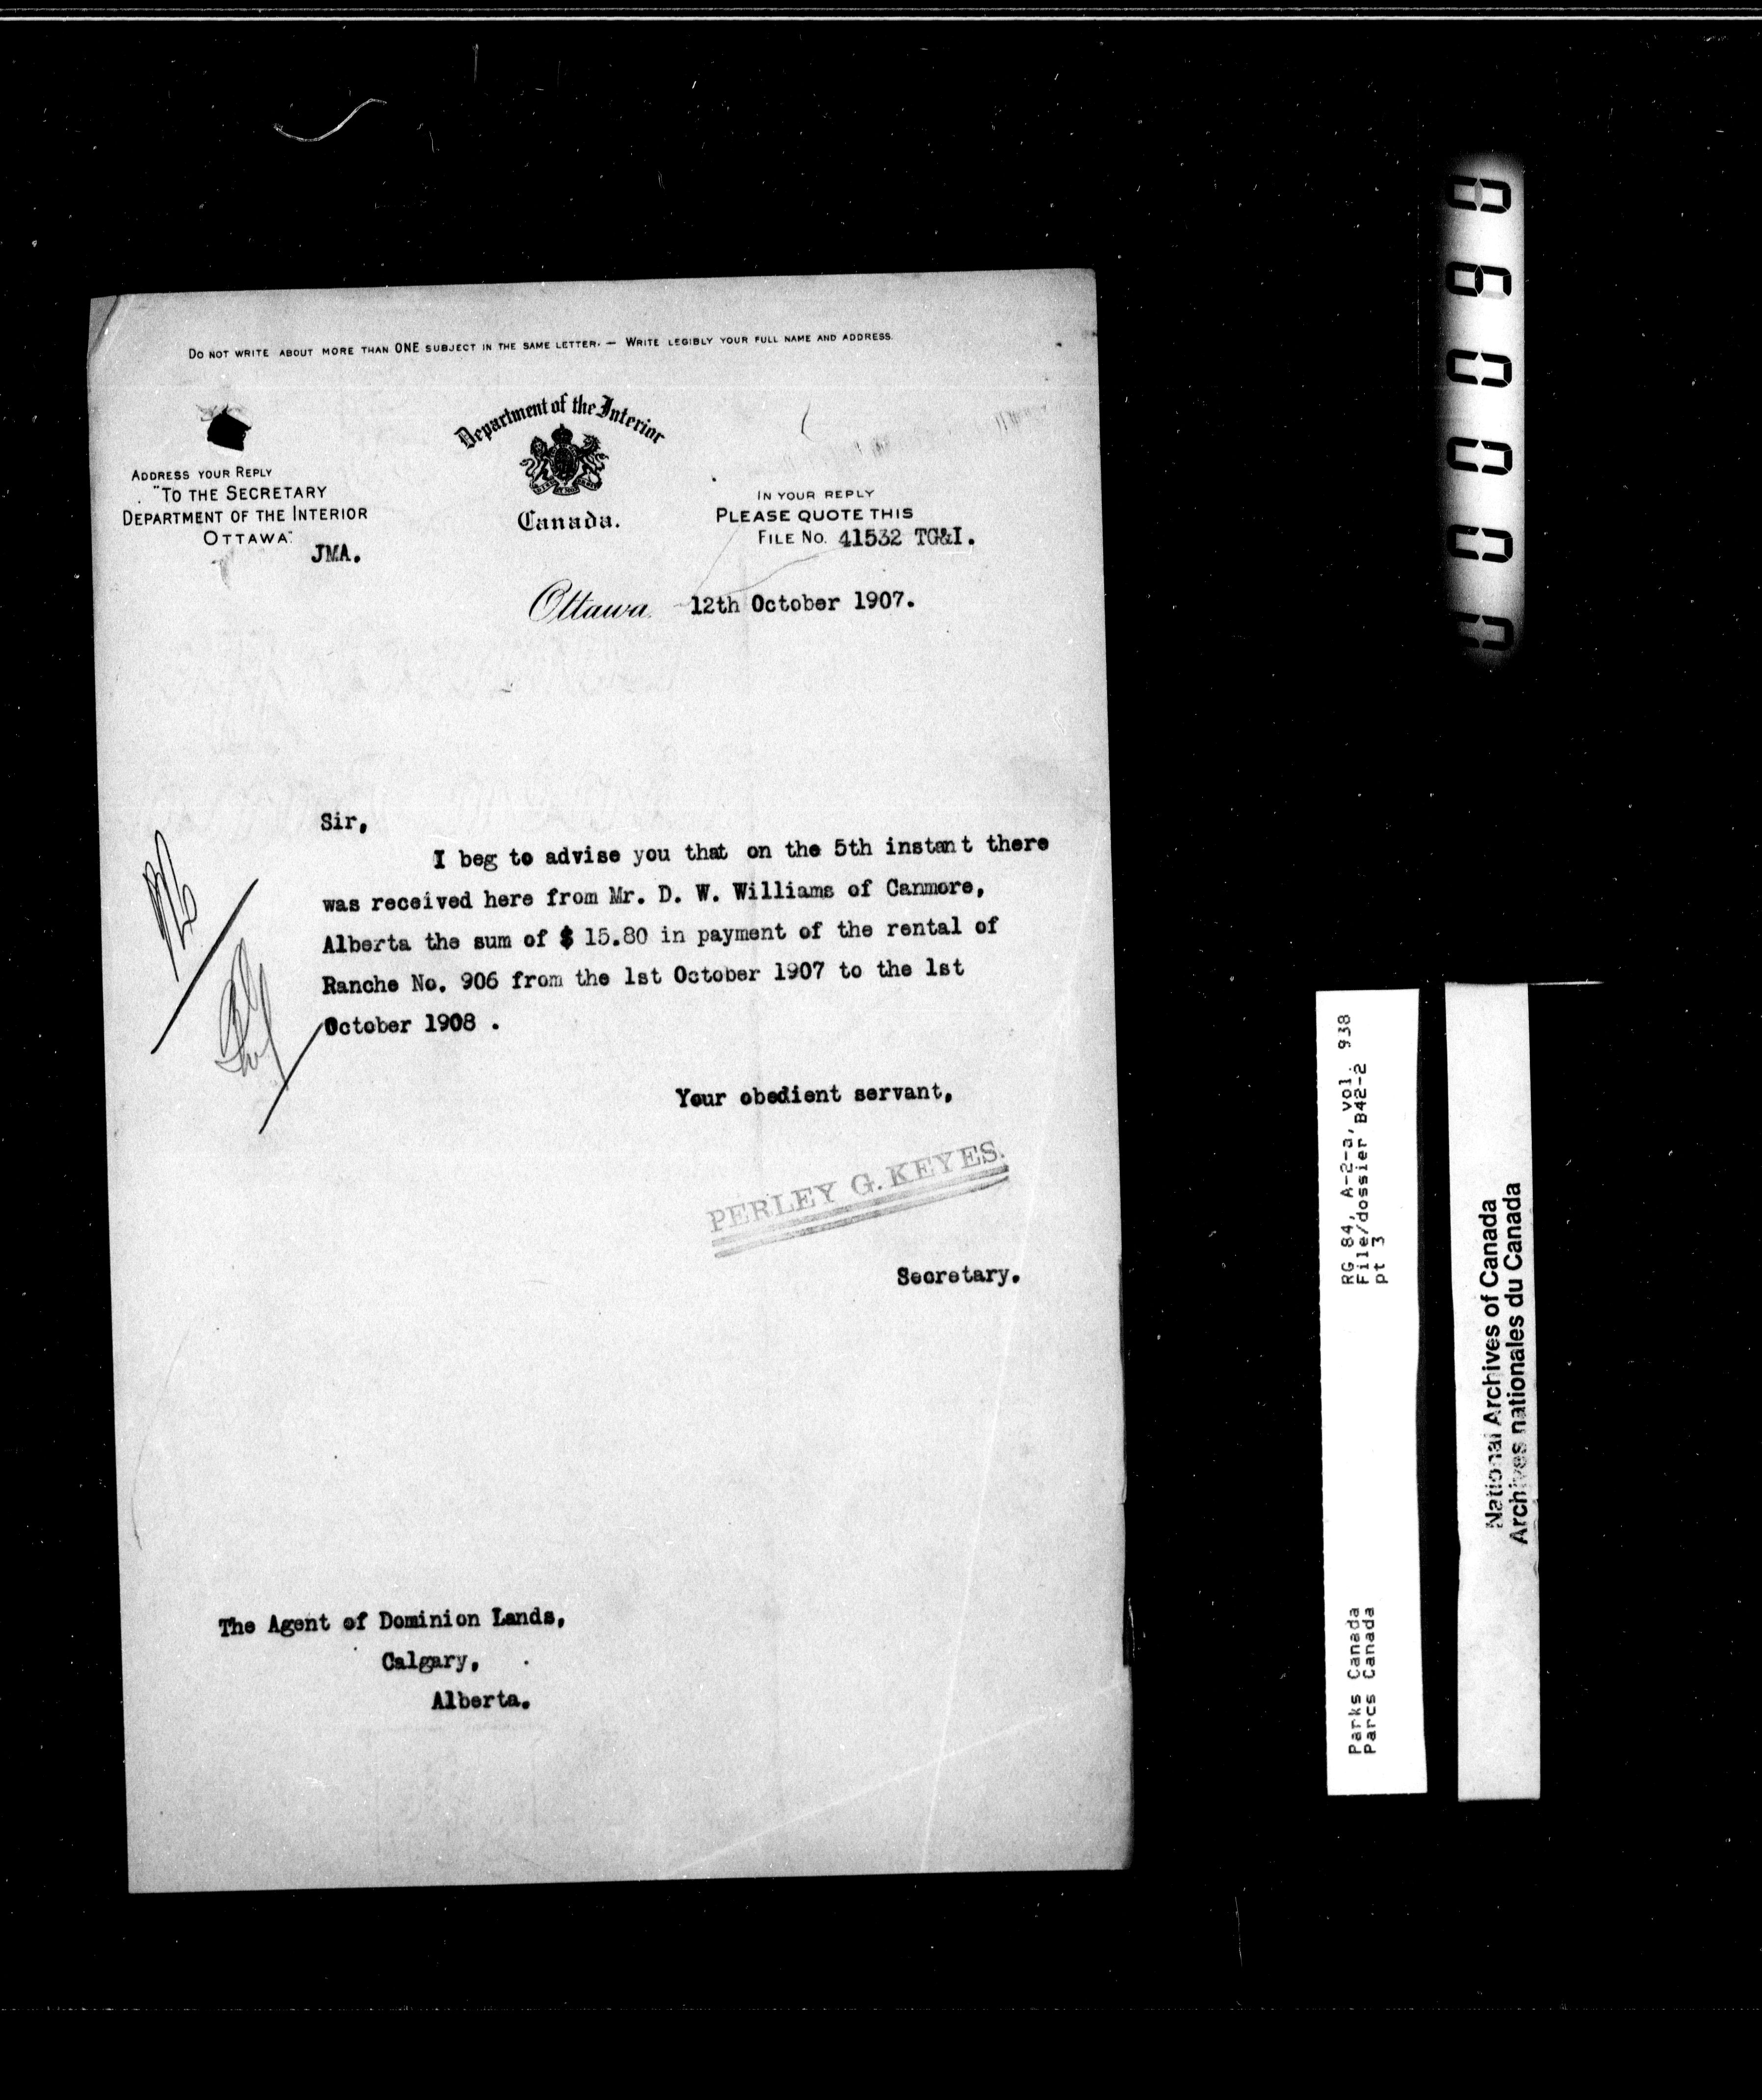 DO NOT WRITE ABOUT MORE THAN ONE SUBJECT IN THE SAME LETTER. — WRITE LEGIBLY YOUR FULL NAME AND ADDRESS.
Department of the Interior
Canada.
ADDRESS YOUR REPLY
"TO THE SECRETARY
DEPARTMENT OF THE INTERIOR
OTTAWA"
JMA.
IN YOUR REPLY
PLEASE QUOTE THIS
FILE NO. 41532 TG&I.
Ottawa 12th October 1907.
Sir,
I beg to advise you that on the 5th instant there
was received here from Mr. D. W. Williams of Canmore,
Alberta the sum of $ 15.80 in payment of the rental of
Ranche No. 906 from the 1st October 1907 to the 1st
October 1908 .
Your obedient servant,
PERLEY G. KEYES.
Secretary.
The Agent of Dominion Lands,
Calgary,
Alberta.
RG 84, A-2-a, vol. 938
File/dossier B42-2
pt 3
Parks Canada
Parcs Canada
National Archives of Canada
Archives nationales du Canada